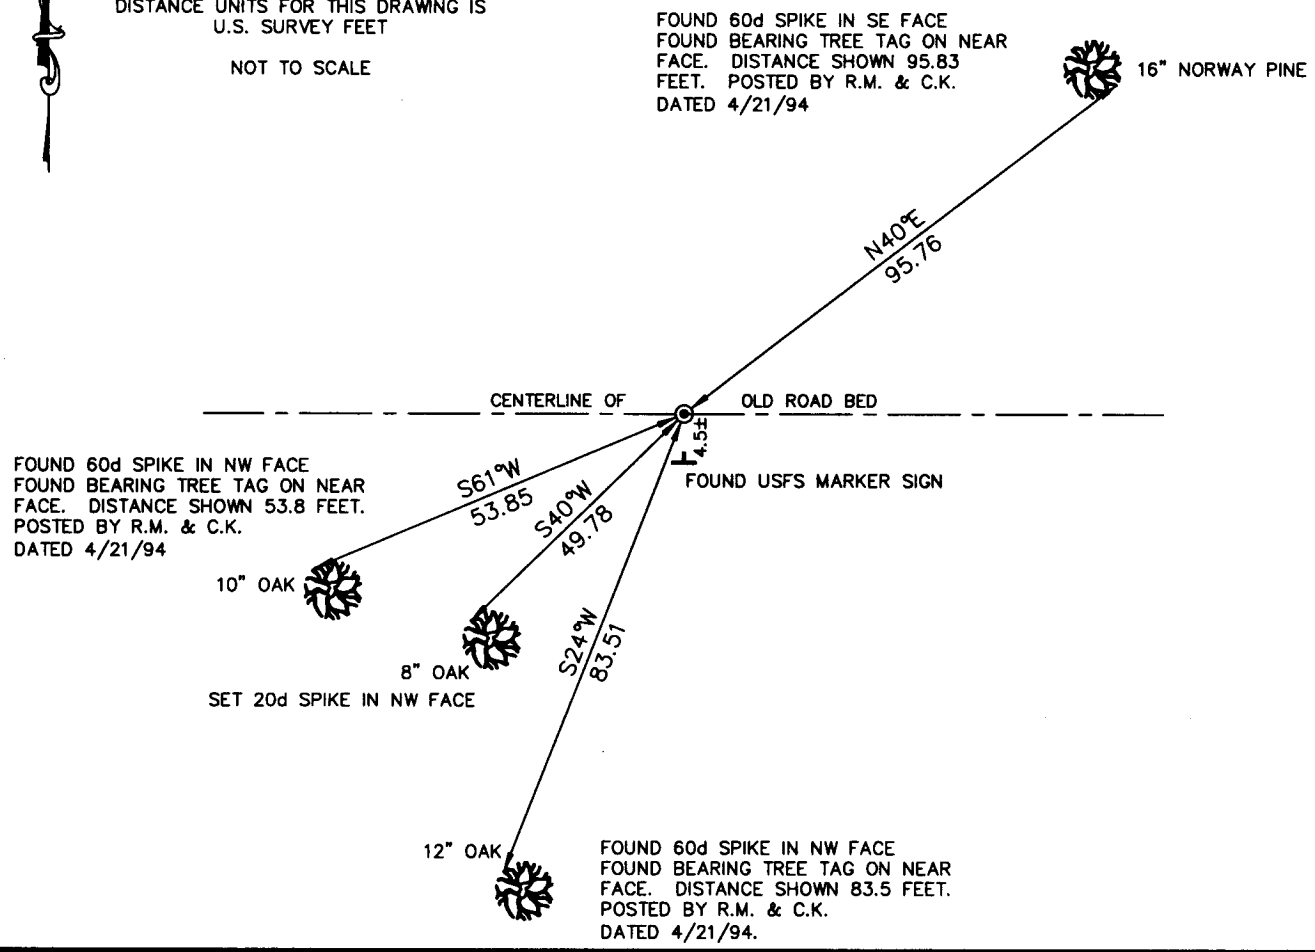 DISTANCE UNITS FOR THIS DRAWING IS
U.S. SURVEY FEET
NOT TO SCALE
FOUND 60d SPIKE IN SE FACE
FOUND BEARING TREE TAG ON NEAR
FACE. DISTANCE SHOWN 95.83
FEET. POSTED BY R.M. & C.K.
DATED 4/21/94
16" NORWAY PINE
N40°E
95.76
CENTERLINE OF
OLD ROAD BED
4.5±
FOUND USFS MARKER SIGN
FOUND 60d SPIKE IN NW FACE
FOUND BEARING TREE TAG ON NEAR
FACE. DISTANCE SHOWN 53.8 FEET.
POSTED BY R.M. & C.K.
DATED 4/21/94
S61°W
53.85
S40°W
49.78
10" OAK
S24°W
83.51
8" OAK
SET 20d SPIKE IN NW FACE
12" OAK
FOUND 60d SPIKE IN NW FACE
FOUND BEARING TREE TAG ON NEAR
FACE. DISTANCE SHOWN 83.5 FEET.
POSTED BY R.M. & C.K.
DATED 4/21/94.